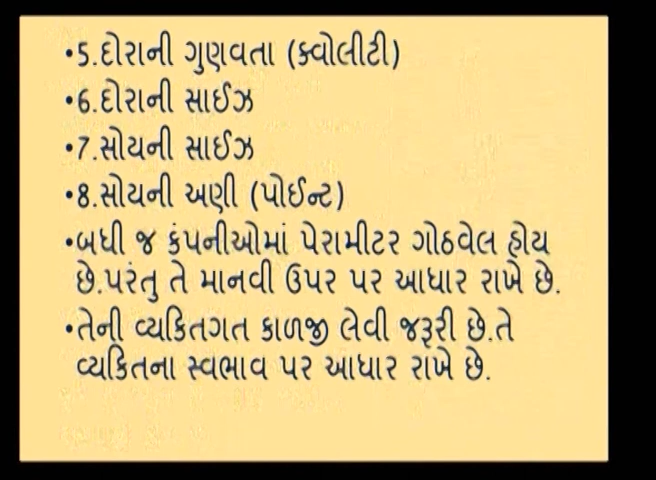 •5.દોરાની ગુણવતા (ક્વોલીટી)
•6.દોરાની સાઈઝ
•7.સોયની સાઈઝ
•8.સોયની અણી (પોઈન્ટ)
•બધી જ કંપનીઓમાં પેરામીટર ગોઠવેલ હોય
છે.પરંતુ તે માનવી ઉપર પર આધાર રાખે છે.
•તેની વ્યકિતગત કાળજી લેવી જરૂરી છે.તે
વ્યકિતના સ્વભાવ પર આધાર રાખે છે.